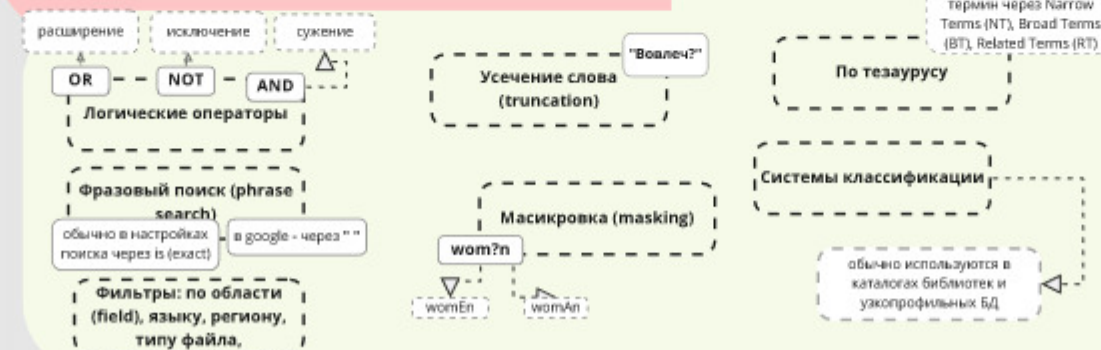 расширение
исключение
сужение
OR
NOT
AND
Логические операторы
Фразовый поиск (phrase
search)
обычно в настройках
поиска через is (exact)
в google - через " "
Фильтры: по области
(field), языку, региону,
типу файла,
"Вовлеч?"
Усечение слова
(truncation)
Масикровка (masking)
wom?n
womEn
womAn
термин через Narrow
Terms (NT), Broad Terms
(BT), Related Terms (RT)
По тезаурусу
Системы классификации
обычно используются в
каталогах библиотек и
узкопрофильных БД